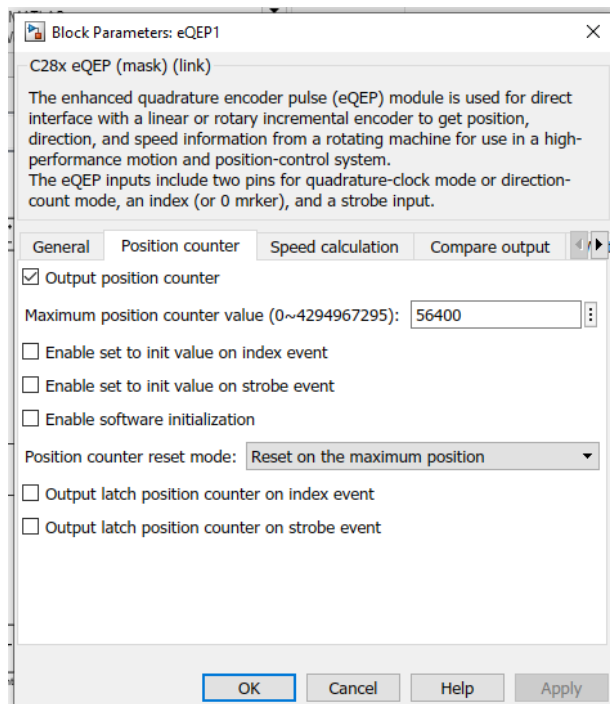 Block Parameters: eQEP1
C28x eQEP (mask) (link)
The enhanced quadrature encoder pulse (eQEP) module is used for direct
interface with a linear or rotary incremental encoder to get position,
direction, and speed information from a rotating machine for use in a high-
performance motion and position-control system.
The eQEP inputs include two pins for quadrature-clock mode or direction-
count mode, an index (or 0 mrker), and a strobe input.
General Position counter Speed calculation Compare output
Output position counter
Maximum position counter value (0~4294967295): 56400
Enable set to init value on index event
Enable set to init value on strobe event
Enable software initialization
Position counter reset mode: Reset on the maximum position
Output latch position counter on index event
Output latch position counter on strobe event
OK Cancel Help Apply